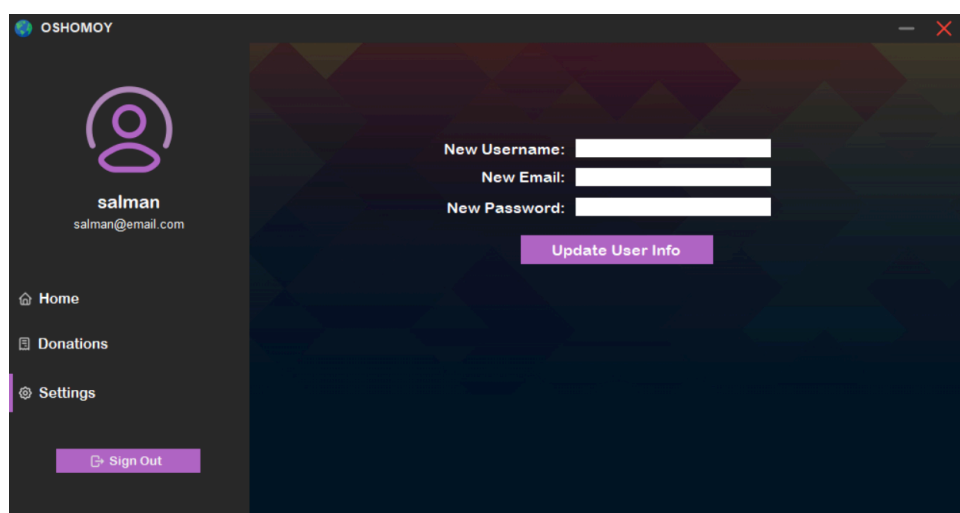 OSHOMOY
salman
salman@email.com
Home
Donations
Settings
Sign Out
New Username:
New Email:
New Password:
Update User Info